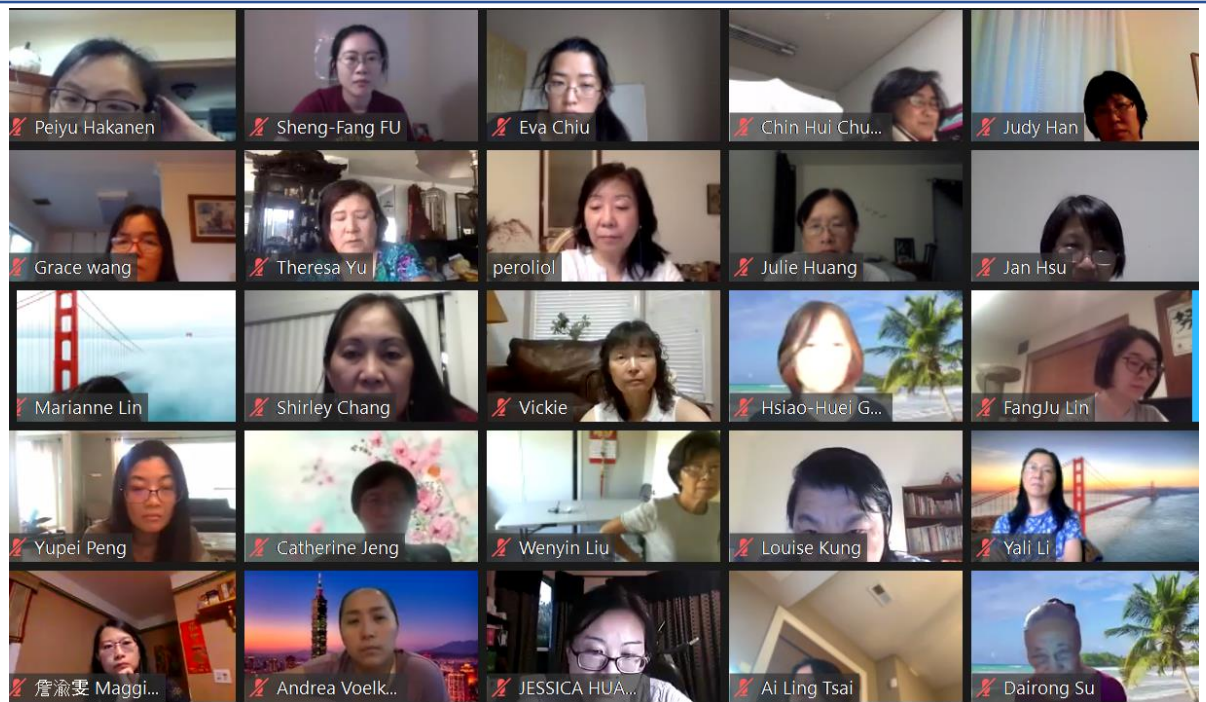 Peiyu Hakanen
Sheng-Fang FU
Eva Chiu
Chin Hui Chu...
Judy Han
Grace wang
Theresa Yu
peroliol
Julie Huang
Jan Hsu
Marianne Lin
Shirley Chang
Vickie
Hsiao-Huei G...
FangJu Lin
Yupei Peng
Catherine Jeng
Wenyin Liu
Louise Kung
Yali Li
詹渝雯 Maggi...
Andrea Voelk...
JESSICA HUA...
Ai Ling Tsai
Dairong Su